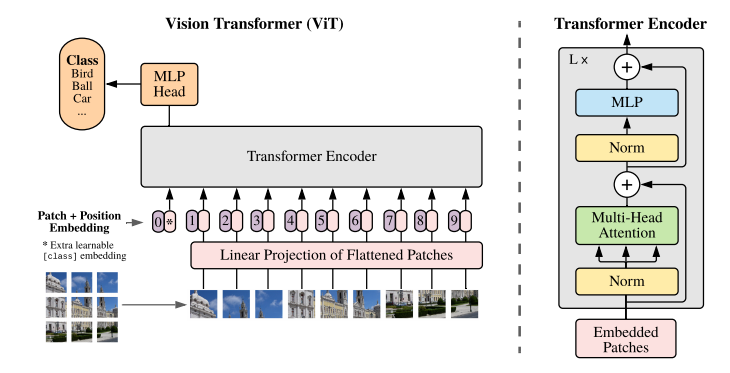 Vision Transformer (ViT)
Class
Bird
Ball
Car
...
MLP
Head
Transformer Encoder
Patch + Position
Embedding
0 * 1 2 3 4 5 6 7 8 9
* Extra learnable
[class] embedding
Linear Projection of Flattened Patches
Transformer Encoder
L x
+
MLP
Norm
+
Multi-Head
Attention
Norm
Embedded
Patches